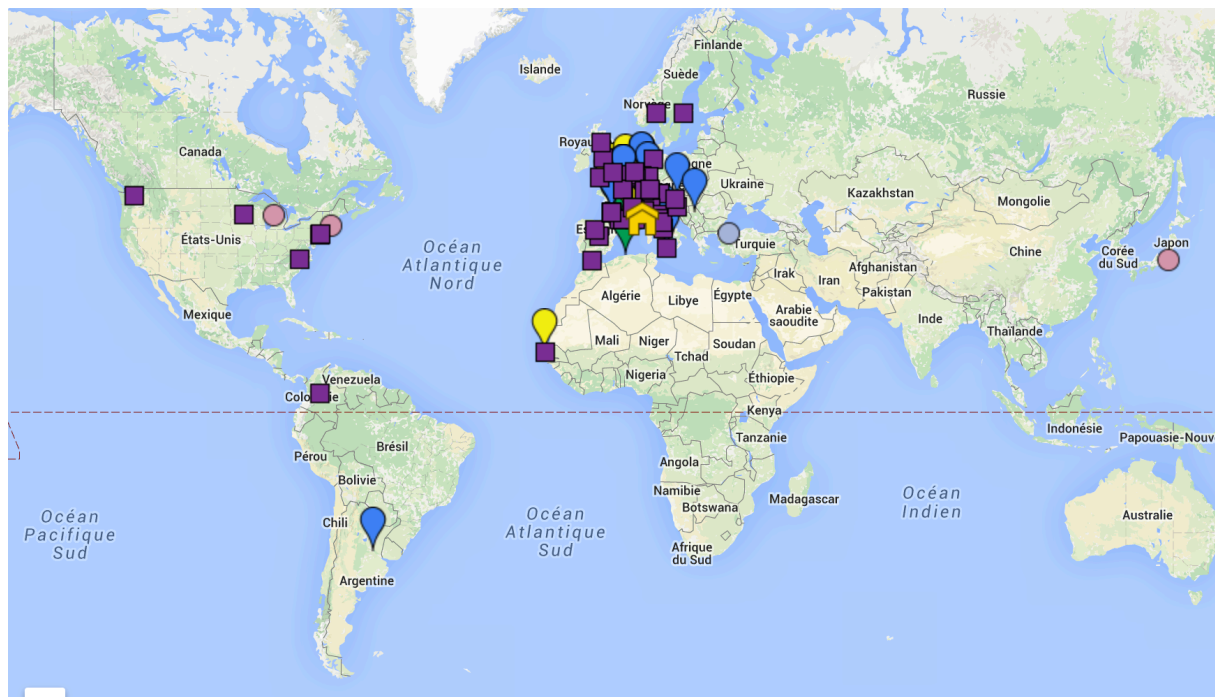 Finlande
Islande
Suède
Russie
Norvège
Canada
Ukraine
Kazakhstan
Mongolie
États-Unis
Océan
Atlantique
Nord
Turquie
Chine
Corée
du Sud
Japon
Irak
Iran
Afghanistan
Pakistan
Mexique
Algérie
Libye
Égypte
Arabie
saoudite
Inde
Mali
Niger
Soudan
Tchad
Thaïlande
Venezuela
Nigeria
Éthiopie
Kenya
Indonésie
Papouasie-Nouv
Brésil
Tanzanie
Pérou
Angola
Bolivie
Namibie
Botswana
Madagascar
Océan
Indien
Océan
Pacifique
Sud
Chili
Océan
Atlantique
Sud
Australie
Afrique
du Sud
Argentine